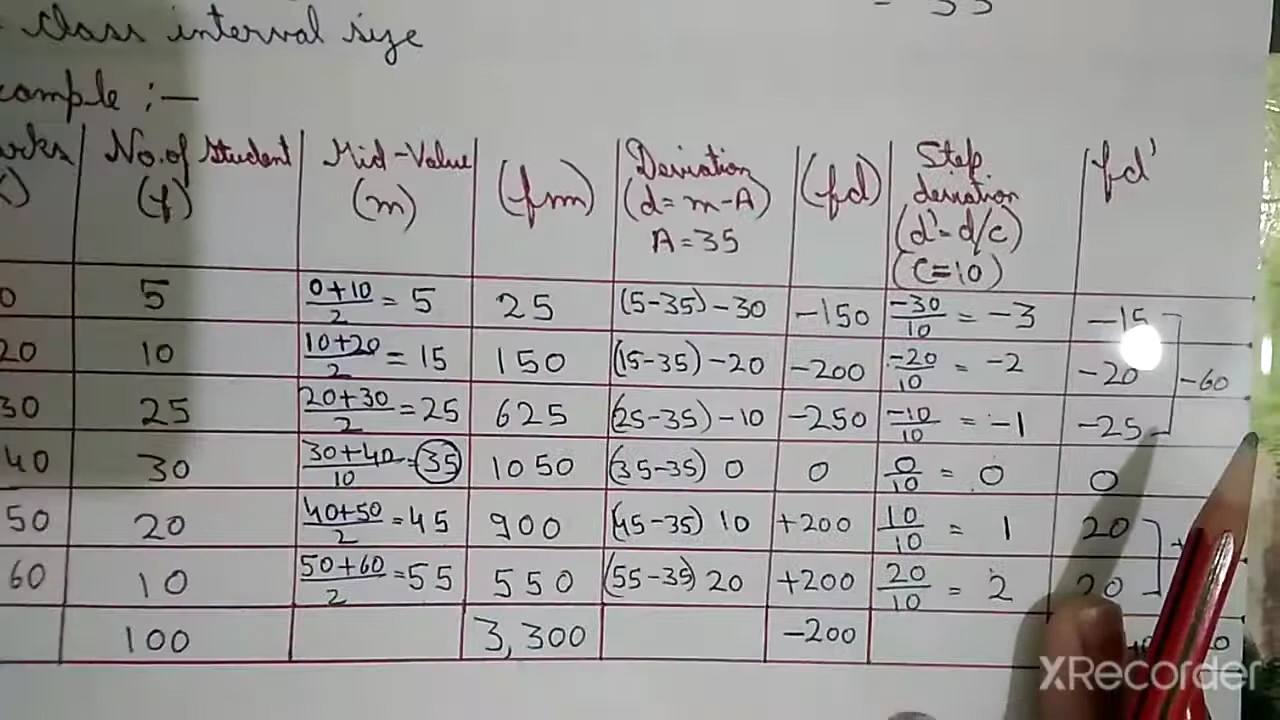 = 35
class interval size
ample :—
arks | No. of Student (f) | Mid-Value (m) | (fm) | Deviation (d = m - A) A = 35 | (fd) | Step deviation (d' = d/c) (C = 10) | fd'
0 | 5 | 0+10/2 = 5 | 25 | (5-35) -30 | -150 | -30/10 = -3 | -15
20 | 10 | 10+20/2 = 15 | 150 | (15-35) -20 | -200 | -20/10 = -2 | -20 | -60
30 | 25 | 20+30/2 = 25 | 625 | (25-35) -10 | -250 | -10/10 = -1 | -25
40 | 30 | 30+40/10 = 35 | 1050 | (35-35) 0 | 0 | 0/10 = 0 | 0
50 | 20 | 40+50/2 = 45 | 900 | (45-35) 10 | +200 | 10/10 = 1 | 20 | +
60 | 10 | 50+60/2 = 55 | 550 | (55-35) 20 | +200 | 20/10 = 2 | 20
100 | 3,300 | -200
XRecorder